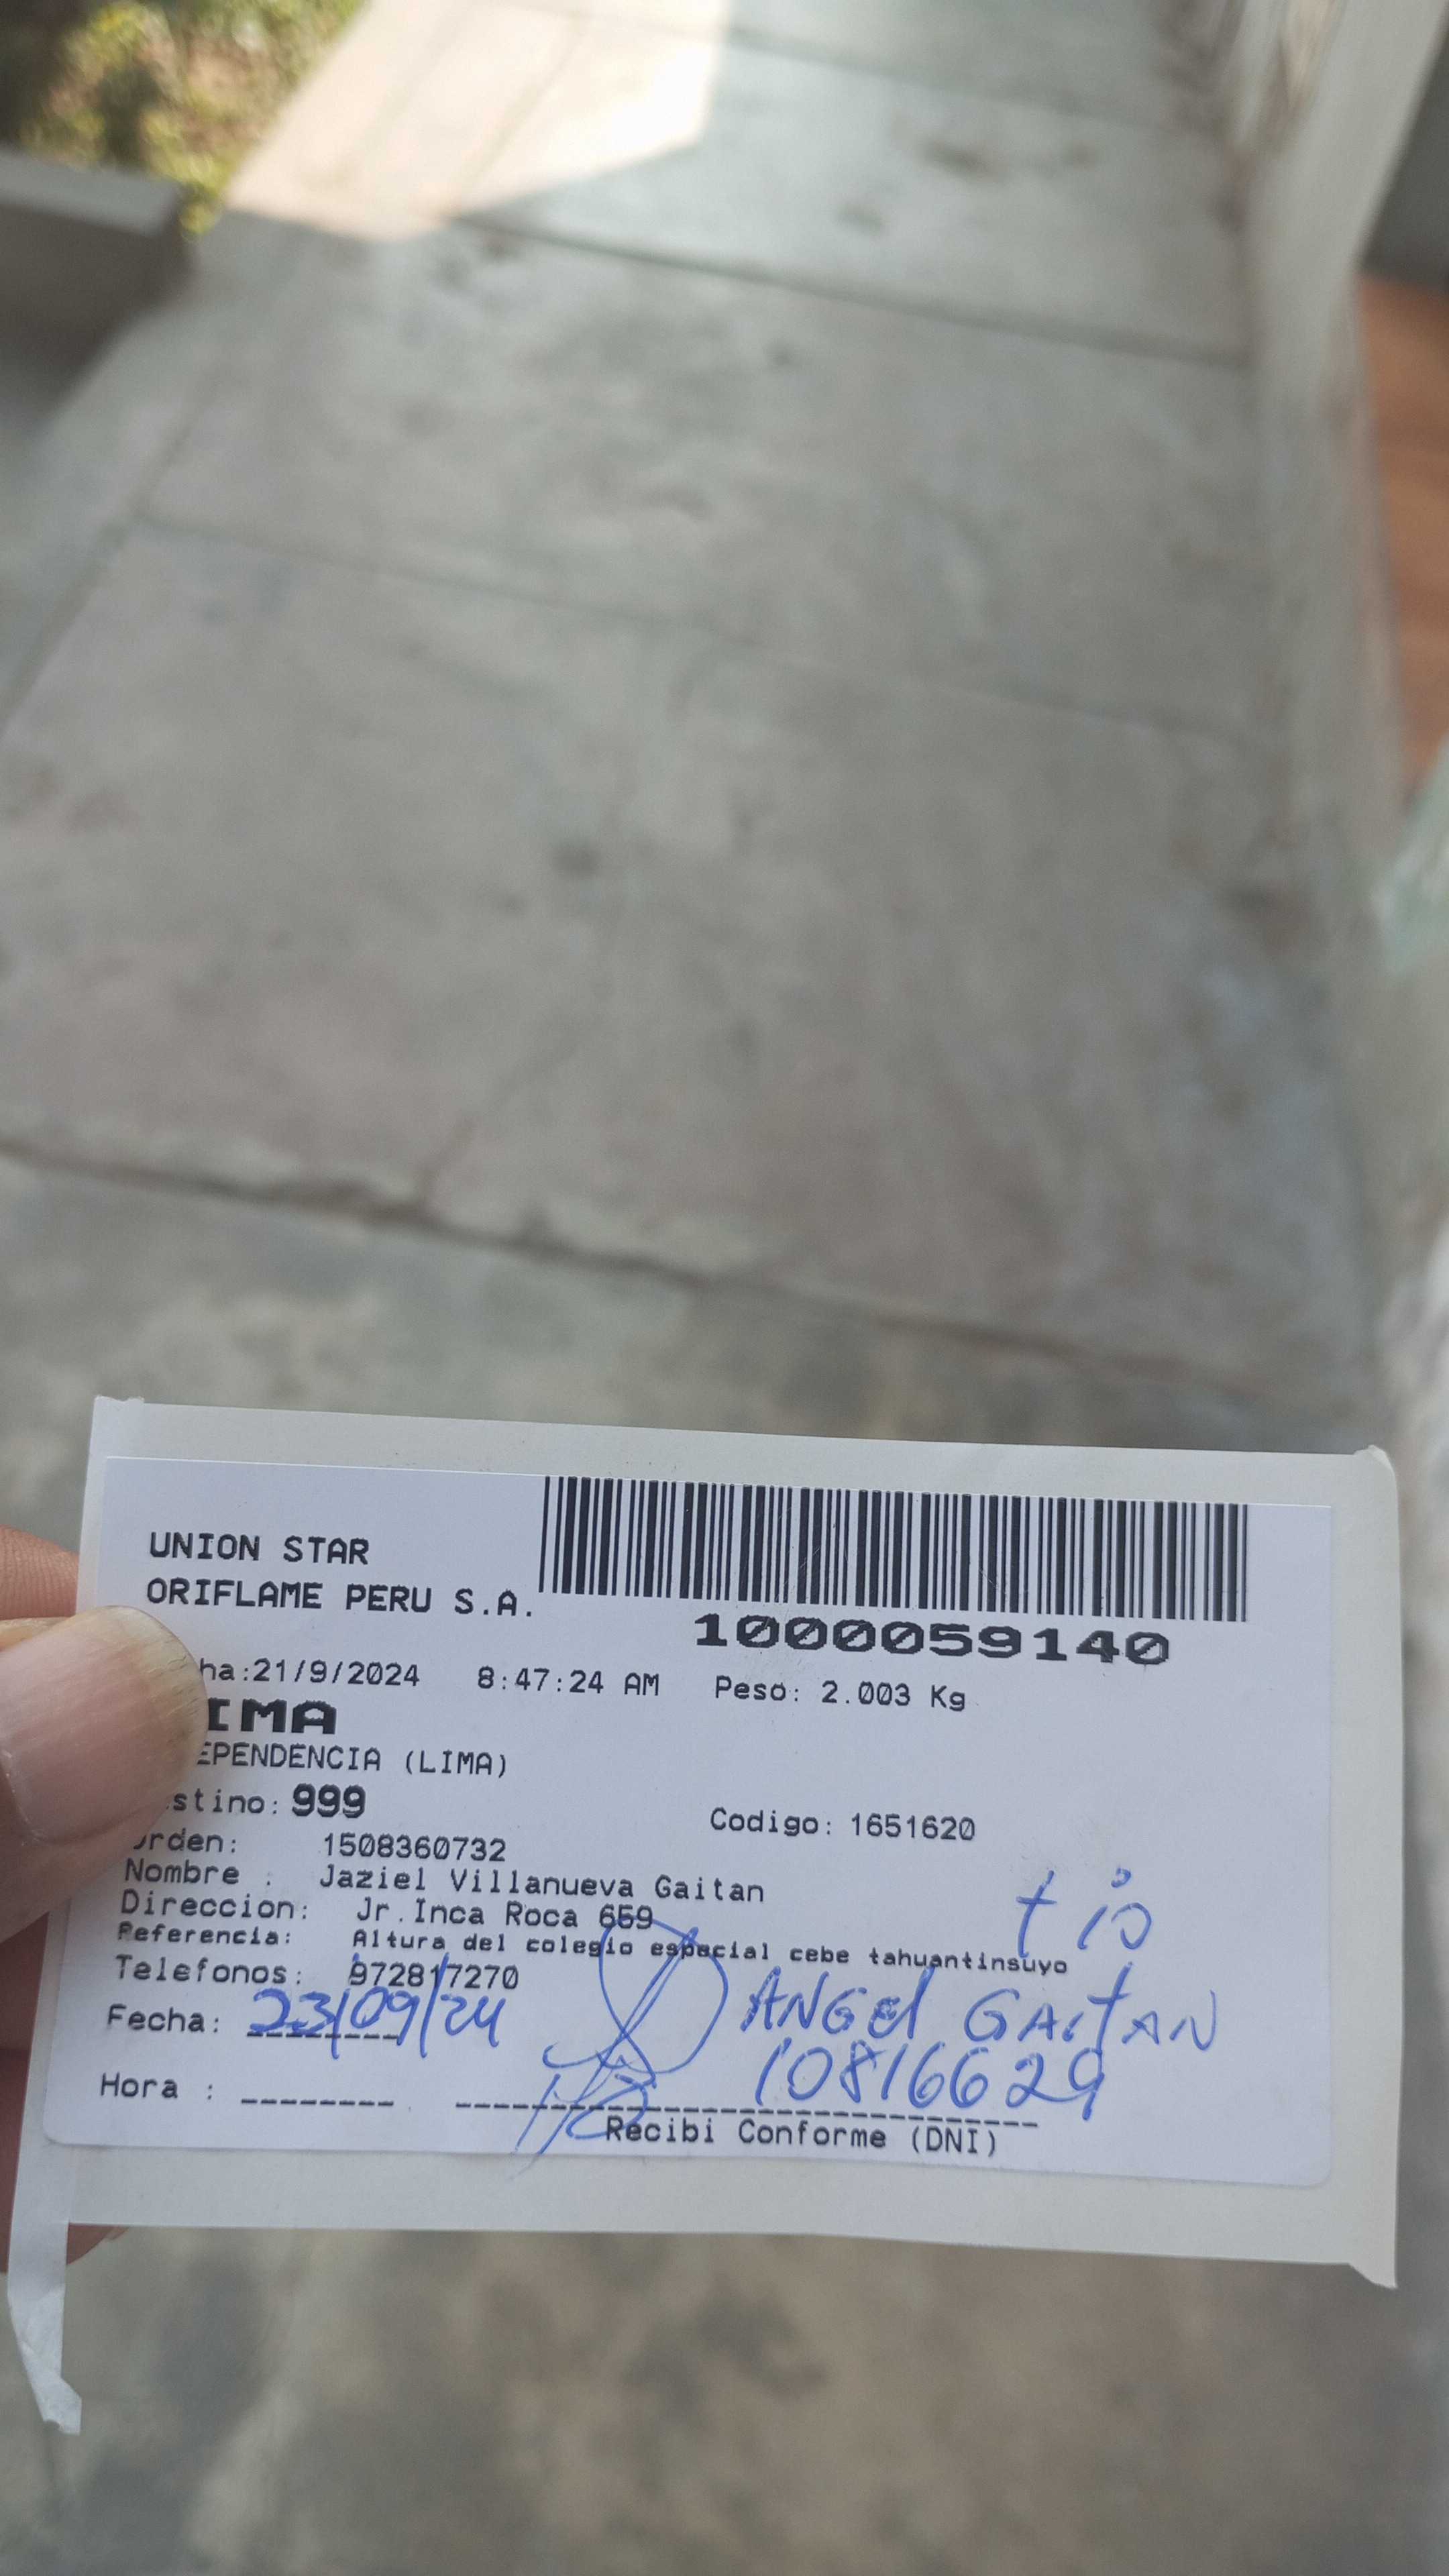 UNION STAR
ORIFLAME PERU S.A.
1000059140
ha:21/9/2024 8:47:24 AM Peso: 2.003 Kg
IMA
EPENDENCIA (LIMA)
stino: 999 Codigo: 1651620
Orden: 1508360732
Nombre : Jaziel Villanueva Gaitan
Direccion: Jr.Inca Roca 659
tio
Referencia: Altura del colegio especial cebe tahuantinsuyo
Telefonos: 972817270
ANGEl GAitAN
Fecha: 23/09/24
10816629
Hora :
Recibi Conforme (DNI)